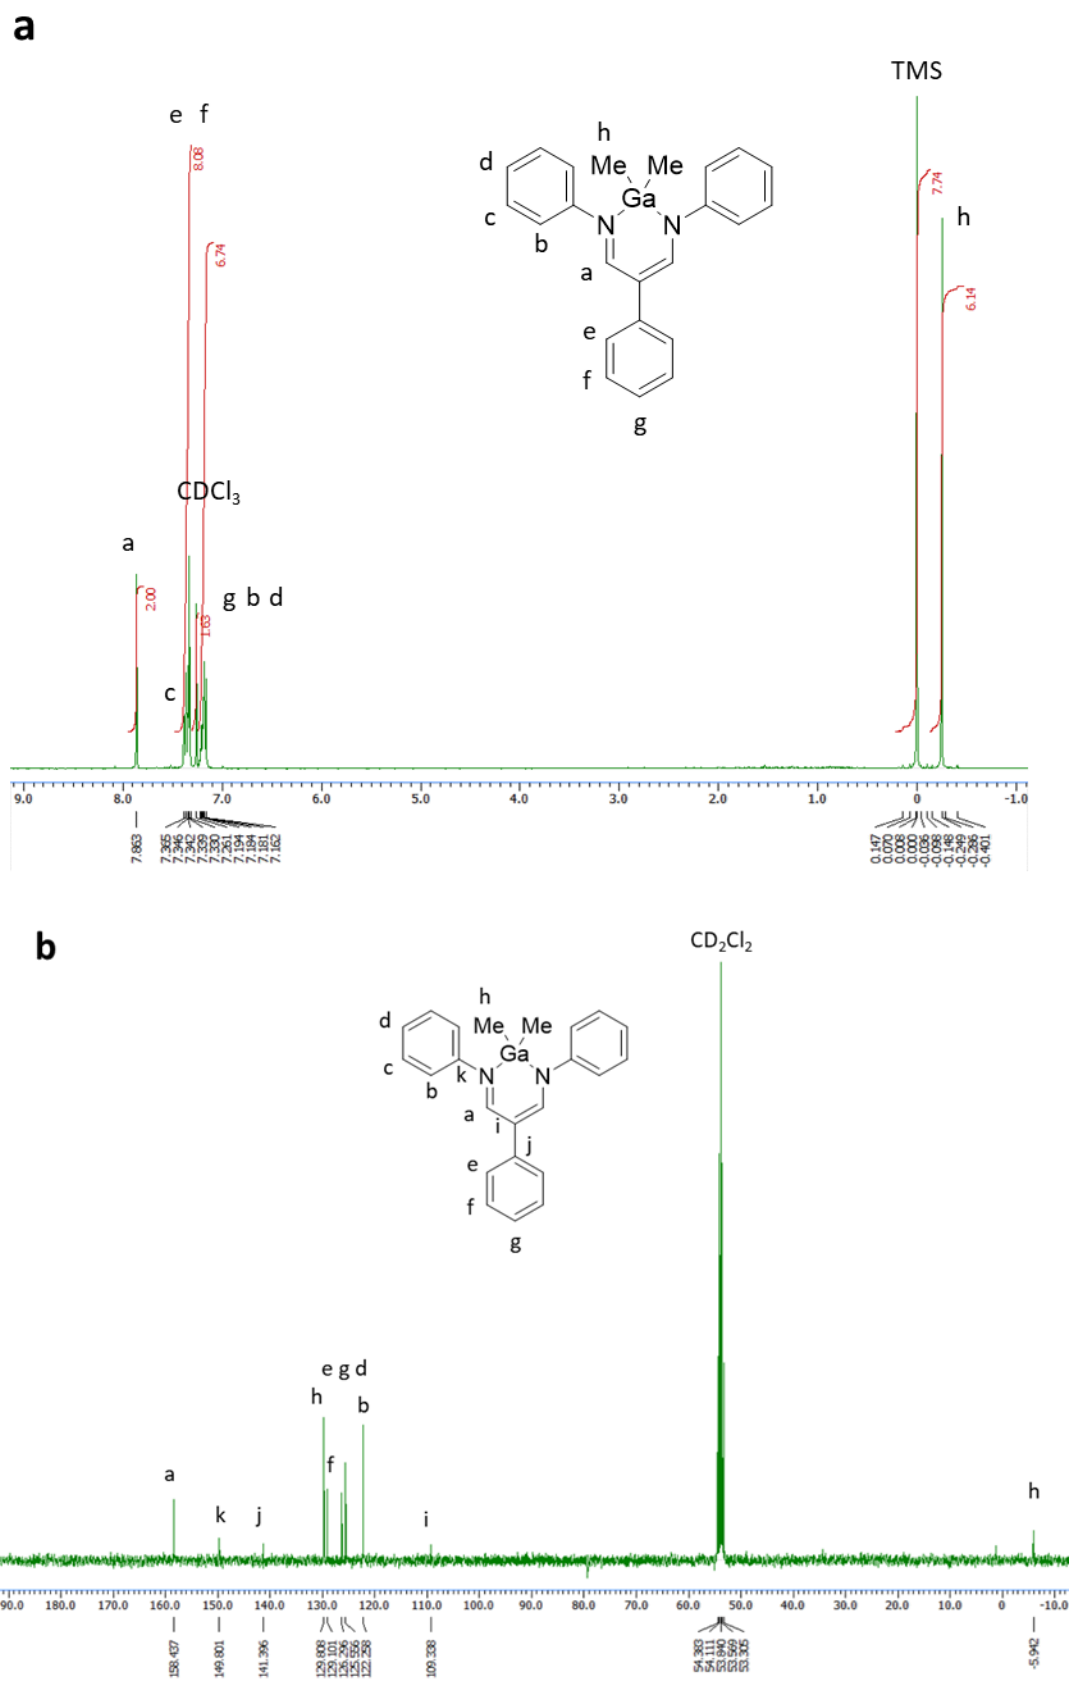 a
TMS
e f
8.08
h
d
Me
Me
Ga
7.74
c
N
N
h
b
6.74
a
6.14
e
f
g
CDCl₃
a
2.00
g b d
1.63
c
9.0 8.0 7.0 6.0 5.0 4.0 3.0 2.0 1.0 0 -1.0
7.863 7.365 7.346 7.342 7.339 7.330 7.261 7.194 7.184 7.181 7.162 0.147 0.070 0.008 0.000 -0.036 -0.098 -0.148 -0.249 -0.286 -0.401
b
CD₂Cl₂
h
d
Me
Me
Ga
c
k
N
N
b
a
i
j
e
f
g
e g d
h
b
f
a
k
j
i
h
90.0 180.0 170.0 160.0 150.0 140.0 130.0 120.0 110.0 100.0 90.0 80.0 70.0 60.0 50.0 40.0 30.0 20.0 10.0 0 -10.0
158.437 149.801 141.396 129.808 129.101 126.296 125.556 122.258 109.338 54.383 54.111 53.840 53.569 53.305 -5.942